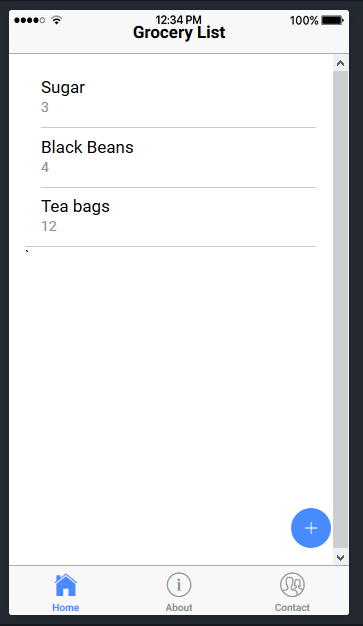 12:34 PM 100%
Grocery List
Sugar
3
Black Beans
4
Tea bags
12
`
+
Home About Contact